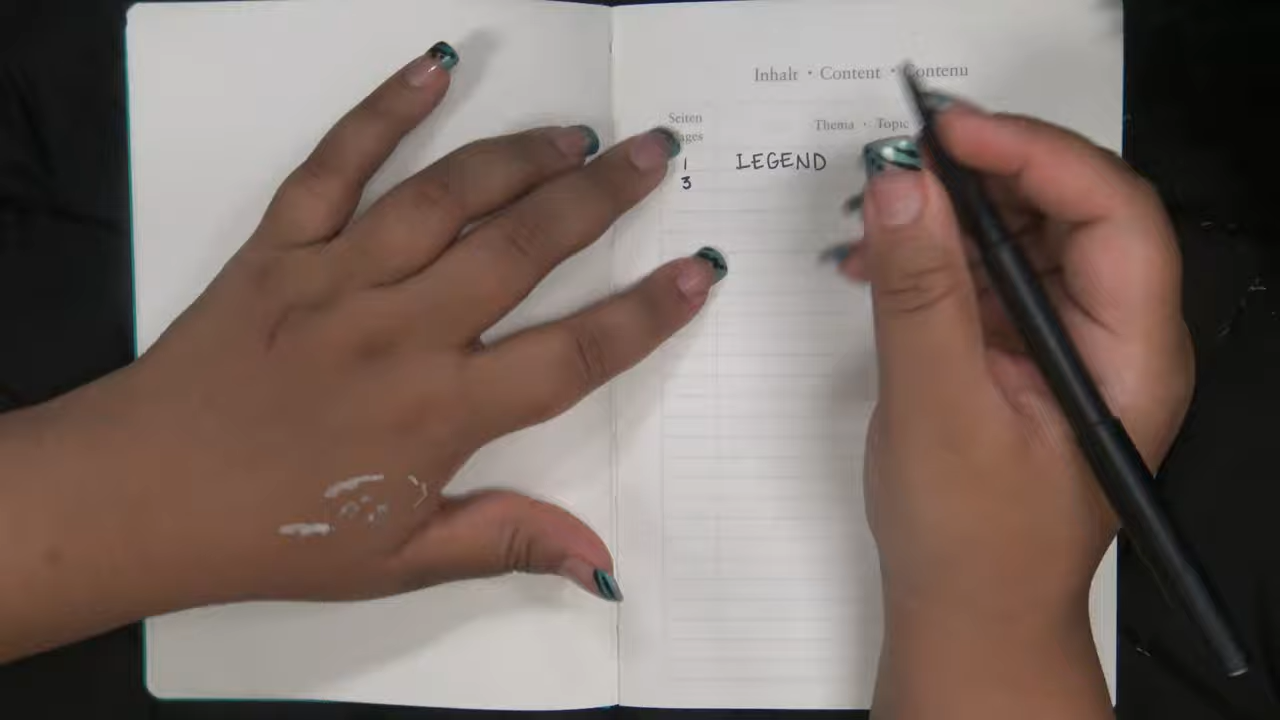 Inhalt · Content · Contenu
Seiten
Thema · Topic
1 LEGEND
3